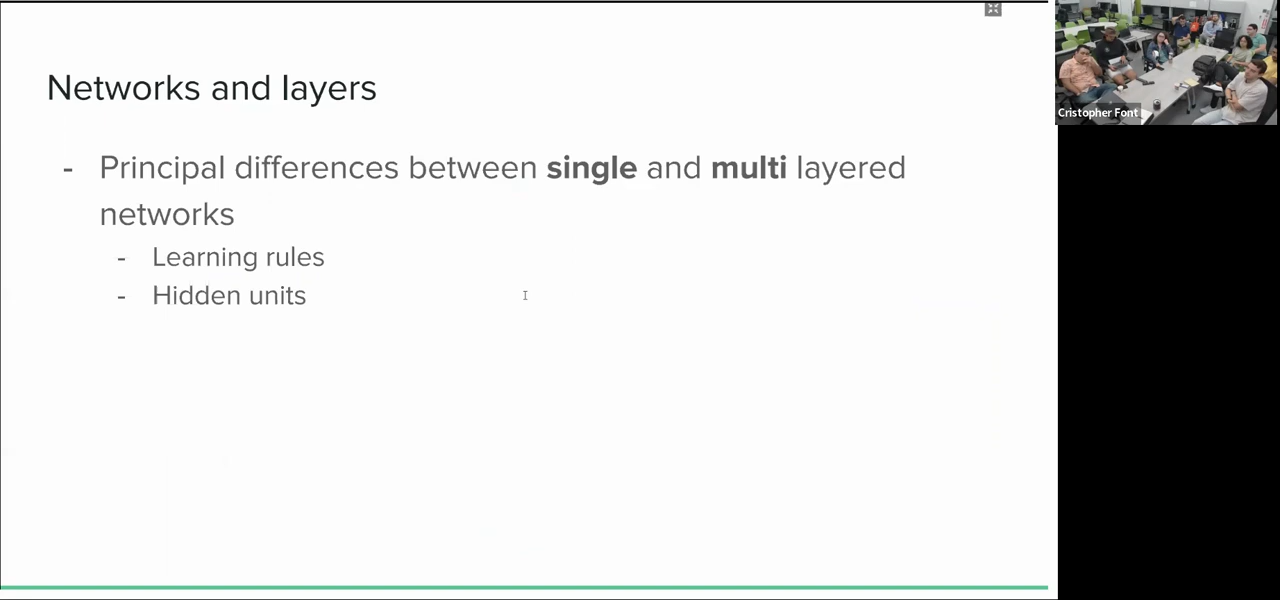 Networks and layers
- Principal differences between single and multi layered
networks
- Learning rules
- Hidden units
Cristopher Font